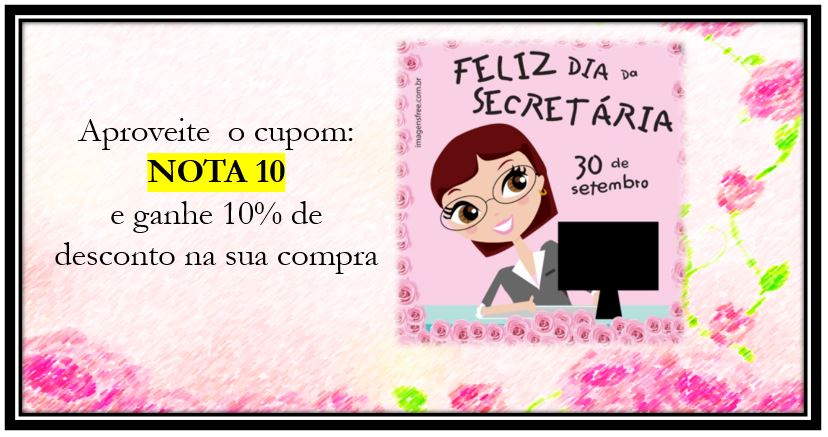 Aproveite o cupom:
NOTA 10
e ganhe 10% de
desconto na sua compra
FELIZ DIA DA
SECRETÁRIA
30 de
setembro
imagensfree.com.br